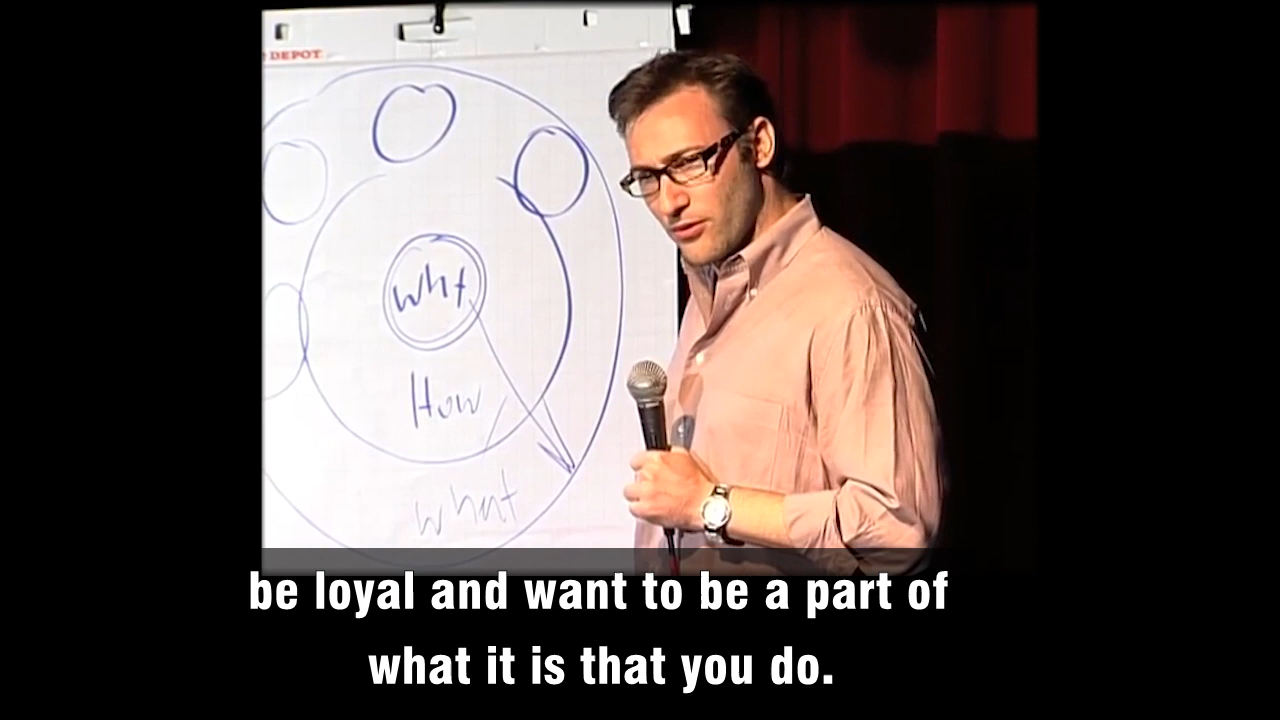 DEPOT
why
How
what
be loyal and want to be a part of
what it is that you do.